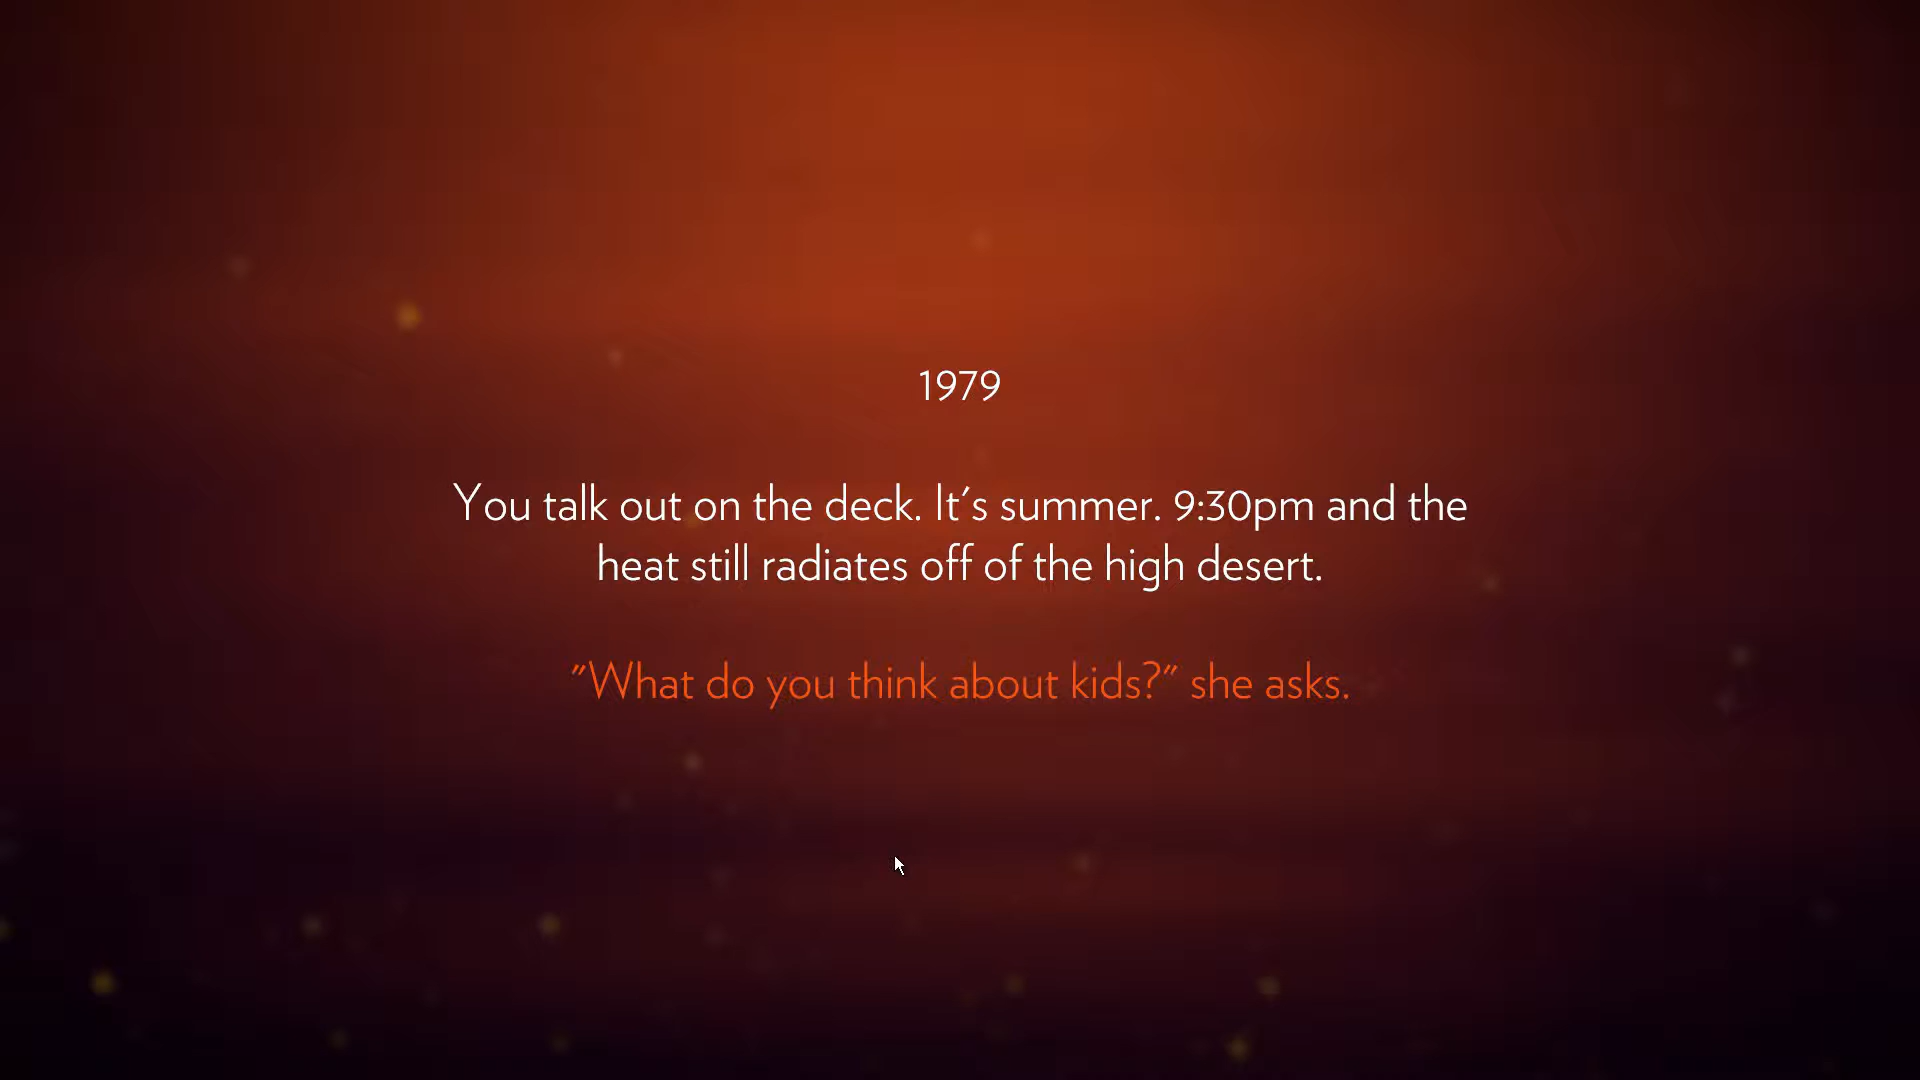 1979
You talk out on the deck. It's summer. 9:30pm and the
heat still radiates off of the high desert.
"What do you think about kids?" she asks.